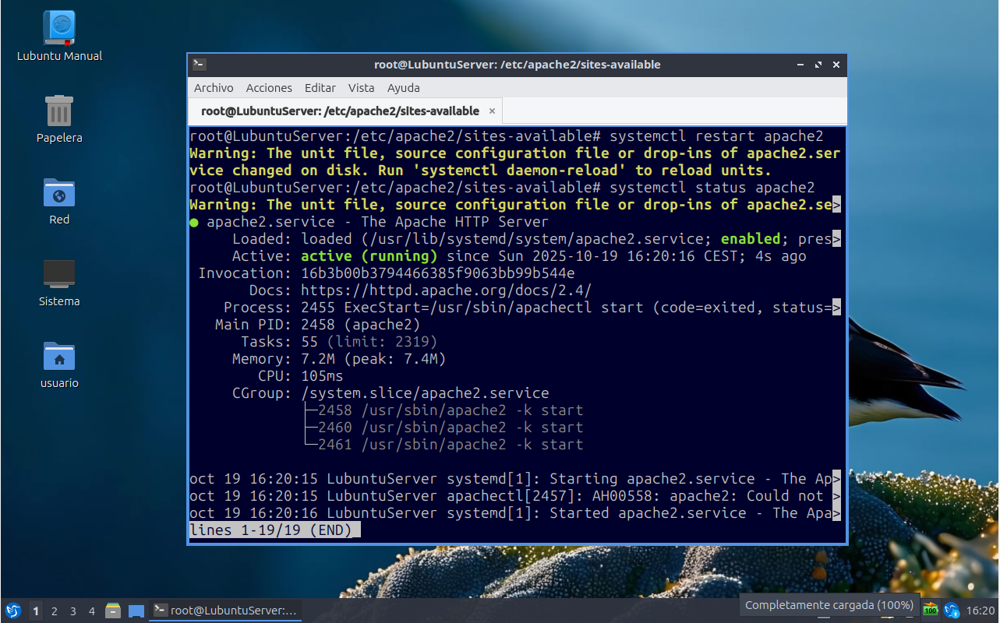 Lubuntu Manual
Papelera
Red
Sistema
usuario
root@LubuntuServer: /etc/apache2/sites-available
Archivo Acciones Editar Vista Ayuda
root@LubuntuServer: /etc/apache2/sites-available ×
root@LubuntuServer:/etc/apache2/sites-available# systemctl restart apache2
Warning: The unit file, source configuration file or drop-ins of apache2.ser
vice changed on disk. Run 'systemctl daemon-reload' to reload units.
root@LubuntuServer:/etc/apache2/sites-available# systemctl status apache2
Warning: The unit file, source configuration file or drop-ins of apache2.se>
● apache2.service - The Apache HTTP Server
Loaded: loaded (/usr/lib/systemd/system/apache2.service; enabled; pres>
Active: active (running) since Sun 2025-10-19 16:20:16 CEST; 4s ago
Invocation: 16b3b00b3794466385f9063bb99b544e
Docs: https://httpd.apache.org/docs/2.4/
Process: 2455 ExecStart=/usr/sbin/apachectl start (code=exited, status=>
Main PID: 2458 (apache2)
Tasks: 55 (limit: 2319)
Memory: 7.2M (peak: 7.4M)
CPU: 105ms
CGroup: /system.slice/apache2.service
├─2458 /usr/sbin/apache2 -k start
├─2460 /usr/sbin/apache2 -k start
└─2461 /usr/sbin/apache2 -k start
oct 19 16:20:15 LubuntuServer systemd[1]: Starting apache2.service - The Ap>
oct 19 16:20:15 LubuntuServer apachectl[2457]: AH00558: apache2: Could not >
oct 19 16:20:16 LubuntuServer systemd[1]: Started apache2.service - The Apa>
lines 1-19/19 (END)
1 2 3 4 root@LubuntuServer:... Completamente cargada (100%) 100 16:20